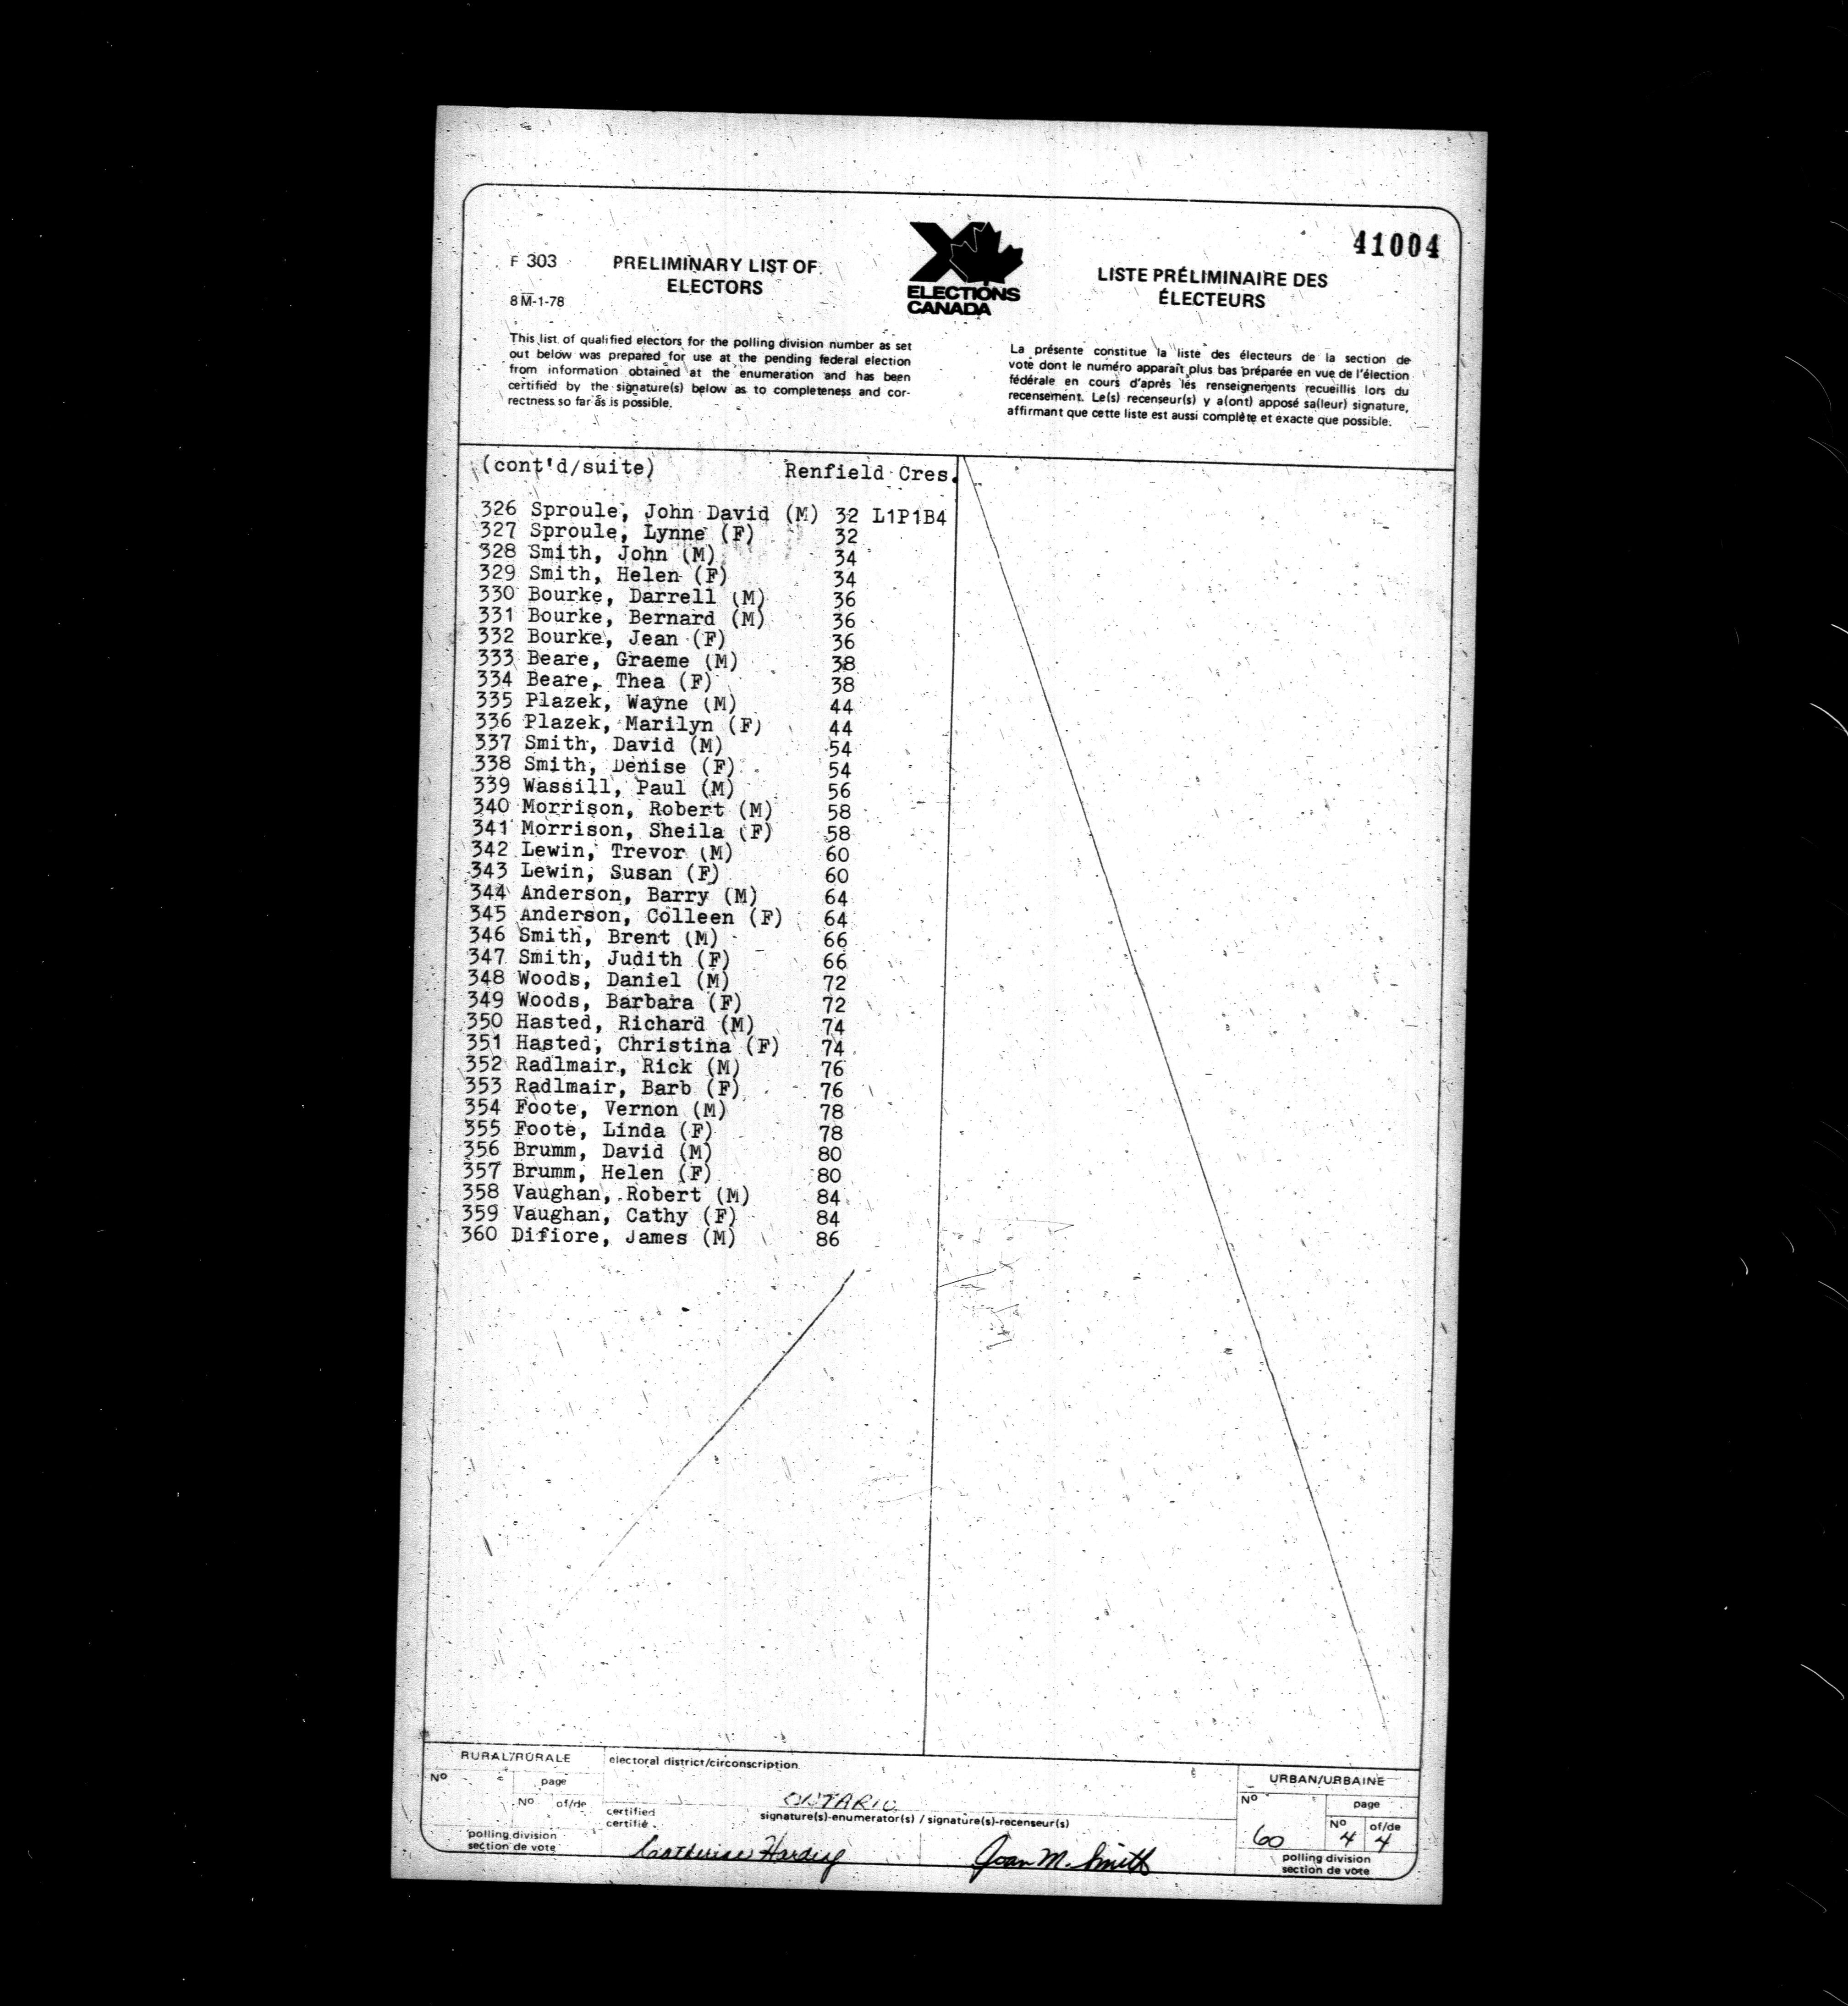 41004
F 303
8 M-1-78
PRELIMINARY LIST OF
ELECTORS
ELECTIONS
CANADA
LISTE PRÉLIMINAIRE DES
ÉLECTEURS
This list of qualified electors for the polling division number as set
out below was prepared for use at the pending federal election
from information obtained at the enumeration and has been
certified by the signature(s) below as to completeness and cor-
rectness so far as is possible.
La présente constitue la liste des électeurs de la section de
vote dont le numéro apparaît plus bas préparée en vue de l'élection
fédérale en cours d'après les renseignements recueillis lors du
recensement. Le(s) recenseur(s) y a(ont) apposé sa(leur) signature,
affirmant que cette liste est aussi complète et exacte que possible.
(cont'd/suite) Renfield Cres.
326 Sproule, John David (M) 32 L1P1B4
327 Sproule, Lynne (F) 32
328 Smith, John (M) 34
329 Smith, Helen (F) 34
330 Bourke, Darrell (M) 36
331 Bourke, Bernard (M) 36
332 Bourke, Jean (F) 36
333 Beare, Graeme (M) 38
334 Beare, Thea (F) 38
335 Plazek, Wayne (M) 44
336 Plazek, Marilyn (F) 44
337 Smith, David (M) 54
338 Smith, Denise (F) 54
339 Wassill, Paul (M) 56
340 Morrison, Robert (M) 58
341 Morrison, Sheila (F) 58
342 Lewin, Trevor (M) 60
343 Lewin, Susan (F) 60
344 Anderson, Barry (M) 64
345 Anderson, Colleen (F) 64
346 Smith, Brent (M) 66
347 Smith, Judith (F) 66
348 Woods, Daniel (M) 72
349 Woods, Barbara (F) 72
350 Hasted, Richard (M) 74
351 Hasted, Christina (F) 74
352 Radlmair, Rick (M) 76
353 Radlmair, Barb (F) 76
354 Foote, Vernon (M) 78
355 Foote, Linda (F) 78
356 Brumm, David (M) 80
357 Brumm, Helen (F) 80
358 Vaughan, Robert (M) 84
359 Vaughan, Cathy (F) 84
360 Difiore, James (M) 86
RURAL/RURALE
No
page
No of/de
polling division
section de vote
electoral district/circonscription
ONTARIO
certified
certifié
signature(s)-enumerator(s) / signature(s)-recenseur(s)
Catherine Harding
Joan M. Smith
URBAN/URBAINE
No
page
No of/de
60 4 4
polling division
section de vote